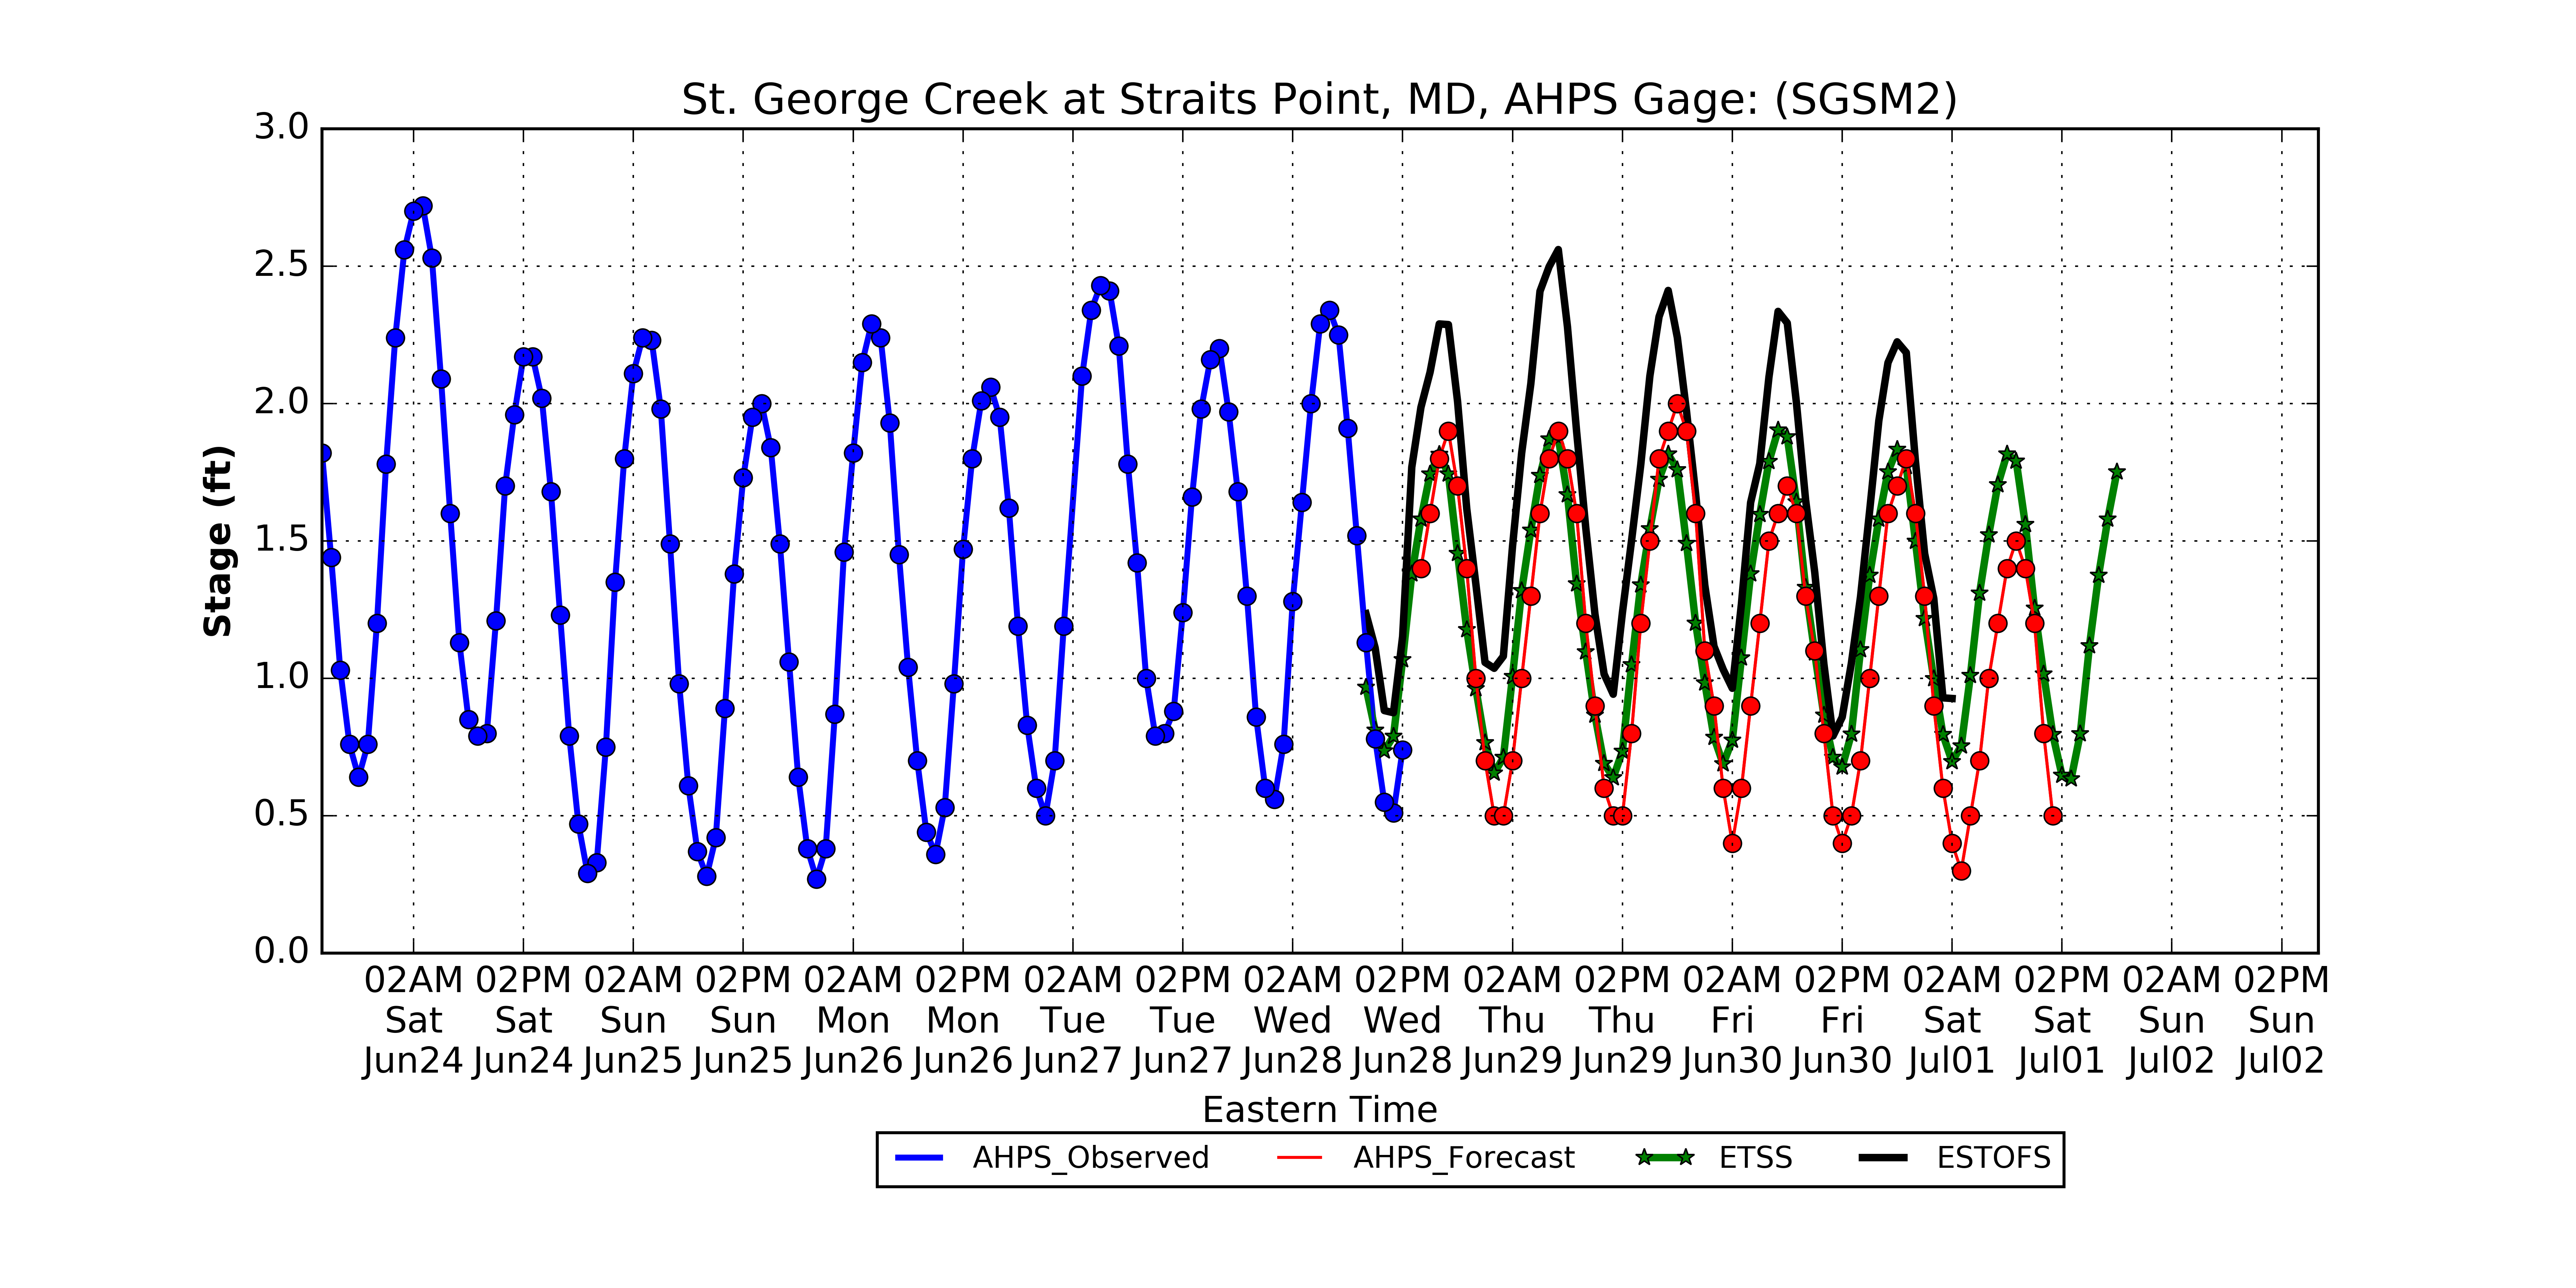 St. George Creek at Straits Point, MD, AHPS Gage: (SGSM2)
3.0
2.5
2.0
1.5
1.0
0.5
0.0
Stage (ft)
02AM 02PM 02AM 02PM 02AM 02PM 02AM 02PM 02AM 02PM 02AM 02PM 02AM 02PM 02AM 02PM 02AM 02PM
Sat Sat Sun Sun Mon Mon Tue Tue Wed Wed Thu Thu Fri Fri Sat Sat Sun Sun
Jun24 Jun24 Jun25 Jun25 Jun26 Jun26 Jun27 Jun27 Jun28 Jun28 Jun29 Jun29 Jun30 Jun30 Jul01 Jul01 Jul02 Jul02
Eastern Time
AHPS_Observed AHPS_Forecast ETSS ESTOFS